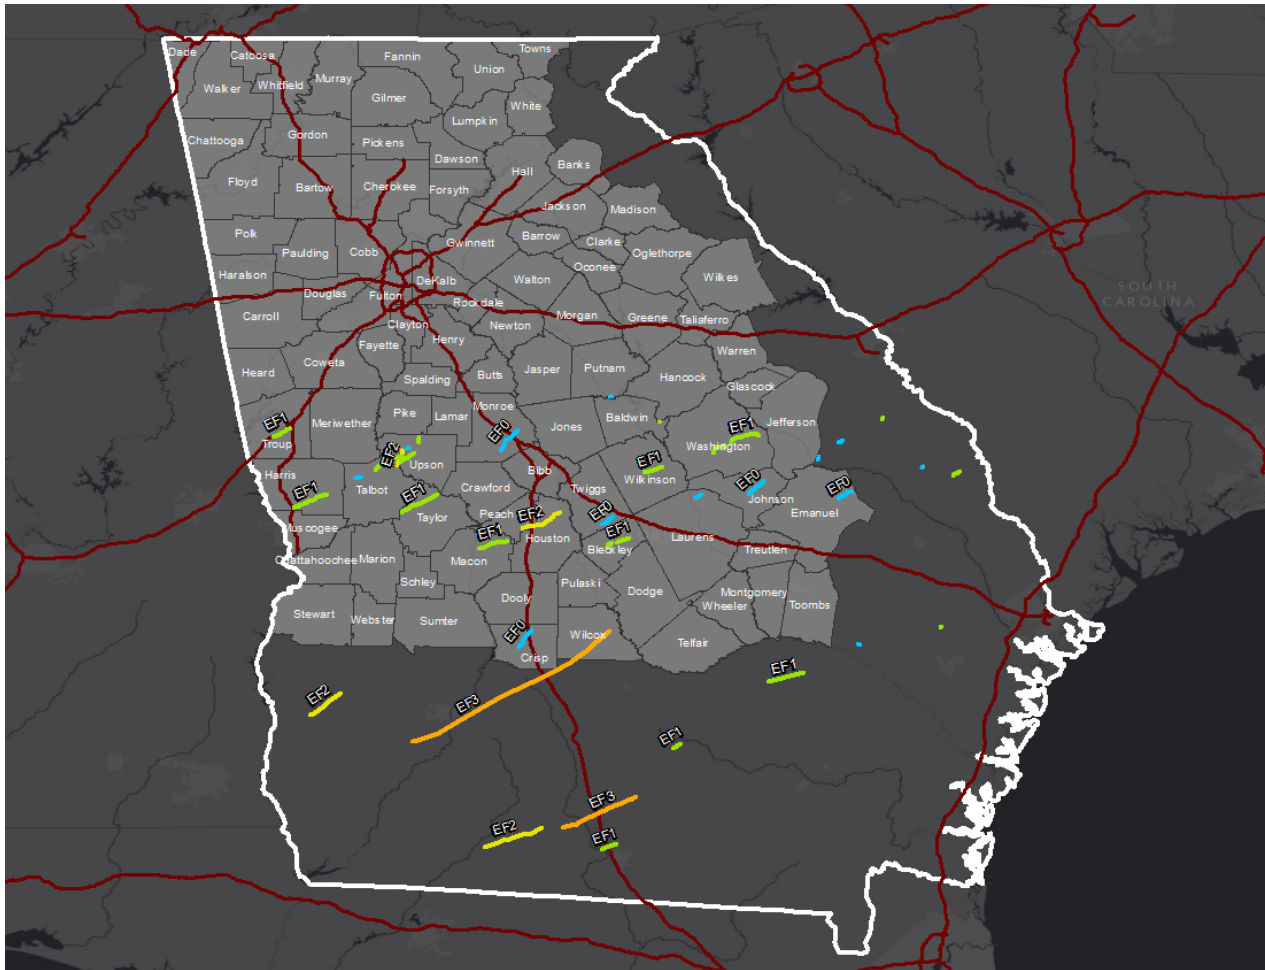 Dade
Catoosa
Fannin
Towns
Union
Walker
Whitfield
Murray
Gilmer
White
Lumpkin
Chattooga
Gordon
Pickens
Dawson
Banks
Hall
Floyd
Bartow
Cherokee
Forsyth
Jackson
Madison
Polk
Paulding
Cobb
Gwinnett
Barrow
Clarke
Oglethorpe
Oconee
Haralson
DeKalb
Walton
Wilkes
Douglas
Fulton
Rockdale
SOUTH
CAROLINA
Carroll
Clayton
Newton
Morgan
Greene
Taliaferro
Fayette
Henry
Coweta
Warren
Heard
Spalding
Butts
Jasper
Putnam
Hancock
Glascock
Pike
Lamar
Monroe
Meriwether
Jones
Baldwin
Jefferson
EF1
Troup
EF0
EF1
Washington
EF2
Upson
Harris
Talbot
Bibb
EF1
Wilkinson
Crawford
Twiggs
EF0
Johnson
EF0
Emanuel
EF1
EF1
Taylor
Peach
EF2
EF0
Muscogee
Houston
EF1
EF1
Bleckley
Laurens
Treutlen
Chattahoochee
Marion
Macon
Schley
Pulaski
Dodge
Montgomery
Wheeler
Toombs
Dooly
Stewart
Webster
Sumter
EF0
Wilcox
Telfair
Crisp
EF1
EF2
EF3
EF1
EF3
EF2
EF1